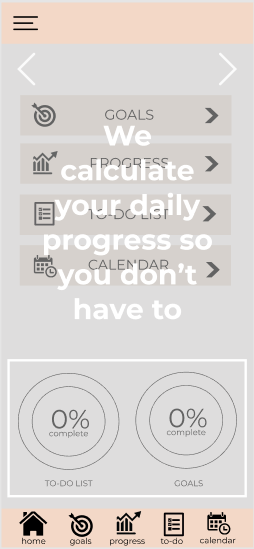 GOALS
We
PROGRESS
calculate
your daily
TO-DO LIST
progress so
CALENDAR
you don't
have to
0%
complete
0%
complete
TO-DO LIST
GOALS
home goals progress to-do calendar